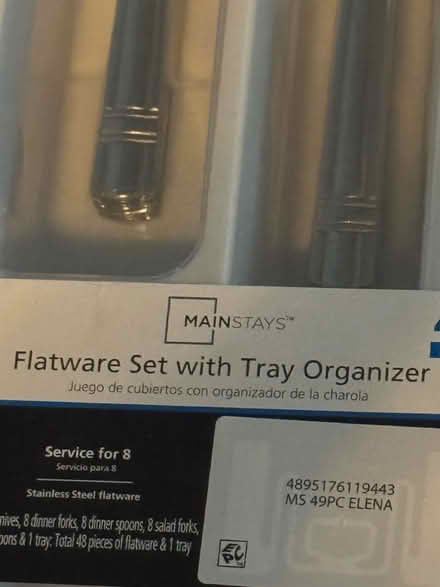 MAINSTAYS™
Flatware Set with Tray Organizer
Juego de cubiertos con organizador de la charola
Service for 8
Servicio para 8
Stainless Steel flatware
8 dinner forks, 8 dinner spoons, 8 salad forks,
& 1 tray: Total 48 pieces of flatware & 1 tray
4895176119443
MS 49PC ELENA
EPC